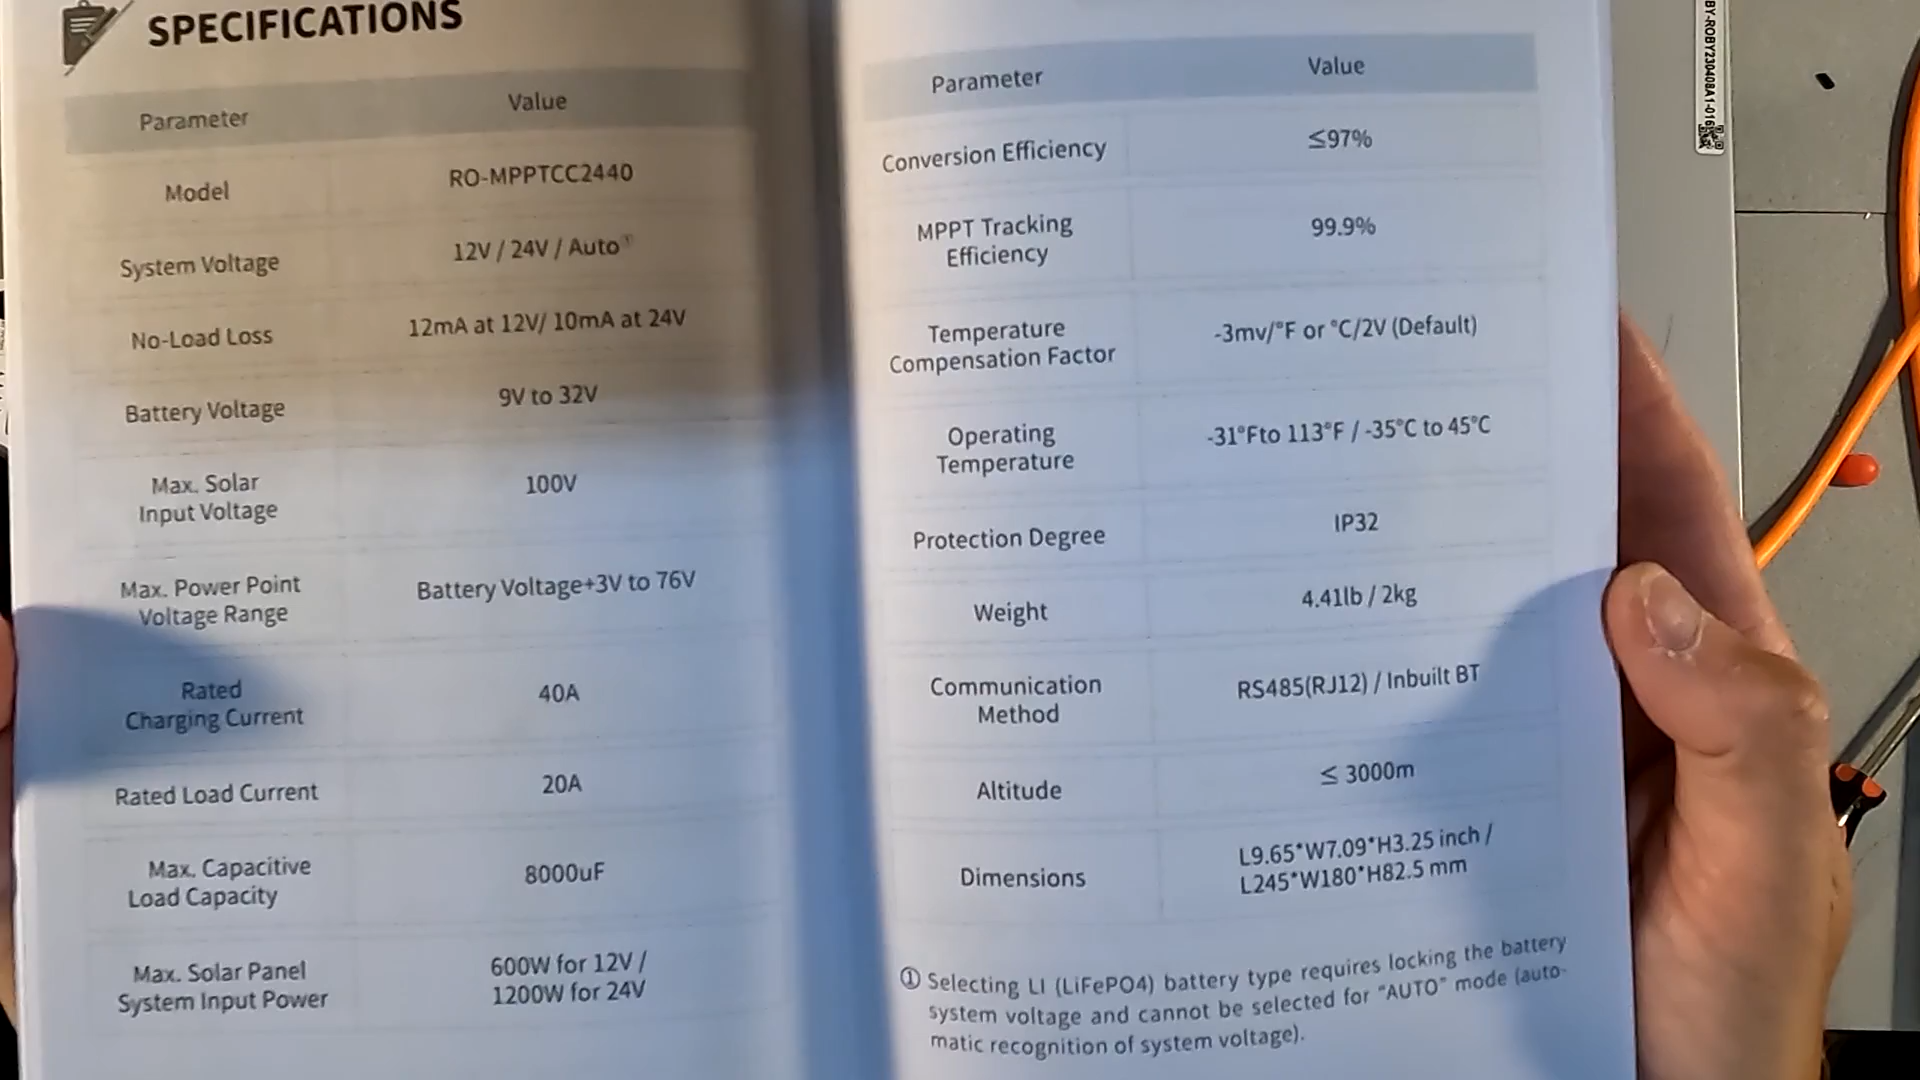 SPECIFICATIONS
Parameter Value
Model RO-MPPTCC2440
System Voltage 12V / 24V / Auto①
No-Load Loss 12mA at 12V/ 10mA at 24V
Battery Voltage 9V to 32V
Max. Solar
Input Voltage
100V
Max. Power Point
Voltage Range
Battery Voltage+3V to 76V
Rated
Charging Current
40A
Rated Load Current 20A
Max. Capacitive
Load Capacity
8000uF
Max. Solar Panel
System Input Power
600W for 12V /
1200W for 24V
Parameter Value
Conversion Efficiency ≤97%
MPPT Tracking
Efficiency
99.9%
Temperature
Compensation Factor
-3mv/°F or °C/2V (Default)
Operating
Temperature
-31°Fto 113°F / -35°C to 45°C
Protection Degree IP32
Weight 4.41lb / 2kg
Communication
Method
RS485(RJ12) / Inbuilt BT
Altitude ≤ 3000m
Dimensions
L9.65*W7.09*H3.25 inch /
L245*W180*H82.5 mm
① Selecting LI (LiFePO4) battery type requires locking the battery
system voltage and cannot be selected for "AUTO" mode (auto-
matic recognition of system voltage).